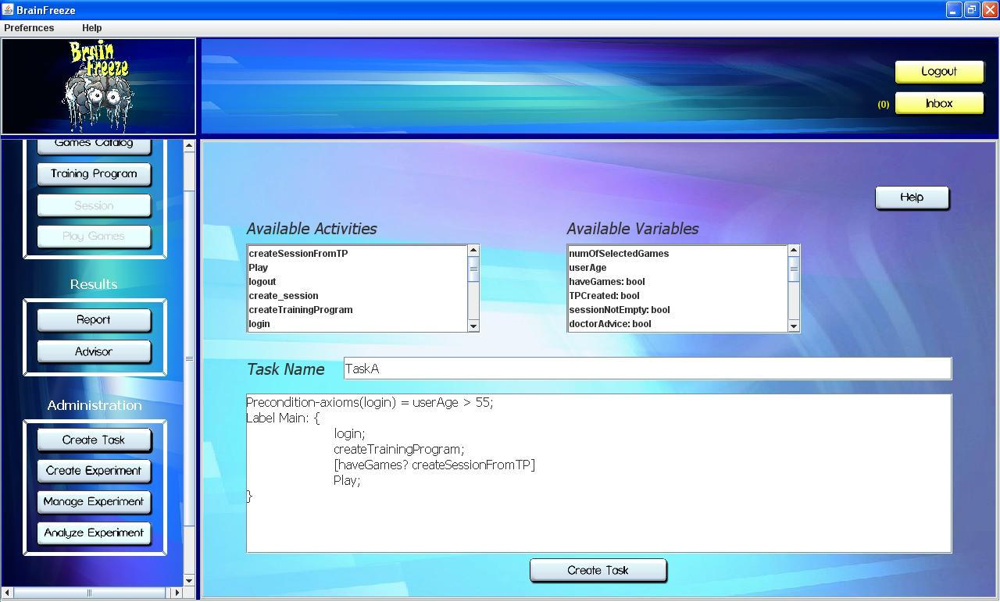 BrainFreeze
Prefernces Help
Brain
Freeze
Logout
(0) Inbox
Games Catalog
Training Program
Session
Play Games
Results
Report
Advisor
Administration
Create Task
Create Experiment
Manage Experiment
Analyze Experiment
Help
Available Activities
createSessionFromTP
Play
logout
create_session
createTrainingProgram
login
Available Variables
numOfSelectedGames
userAge
haveGames: bool
TPCreated: bool
sessionNotEmpty: bool
doctorAdvice: bool
Task Name TaskA
Precondition-axioms(login) = userAge > 55;
Label Main: {
login;
createTrainingProgram;
[haveGames? createSessionFromTP]
Play;
}
Create Task